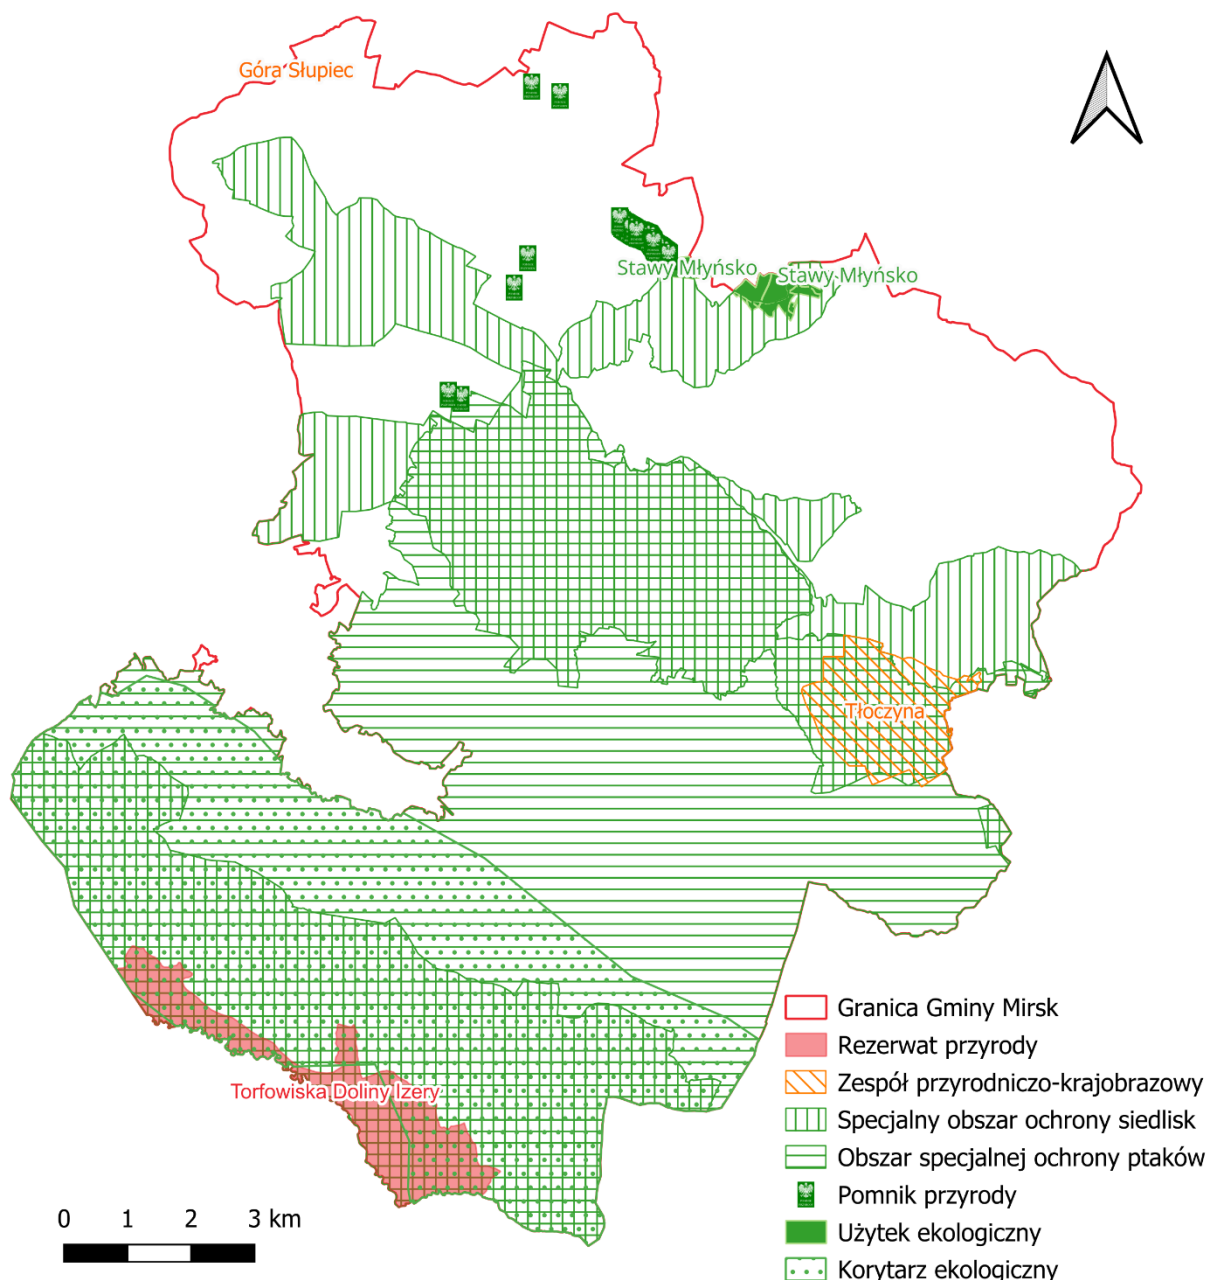 Góra Słupiec
Stawy Młyńsko
Stawy Młyńsko
Tłoczyna
Torfowiska Doliny Izery
Granica Gminy Mirsk
Rezerwat przyrody
Zespół przyrodniczo-krajobrazowy
Specjalny obszar ochrony siedlisk
Obszar specjalnej ochrony ptaków
Pomnik przyrody
Użytek ekologiczny
Korytarz ekologiczny
0 1 2 3 km